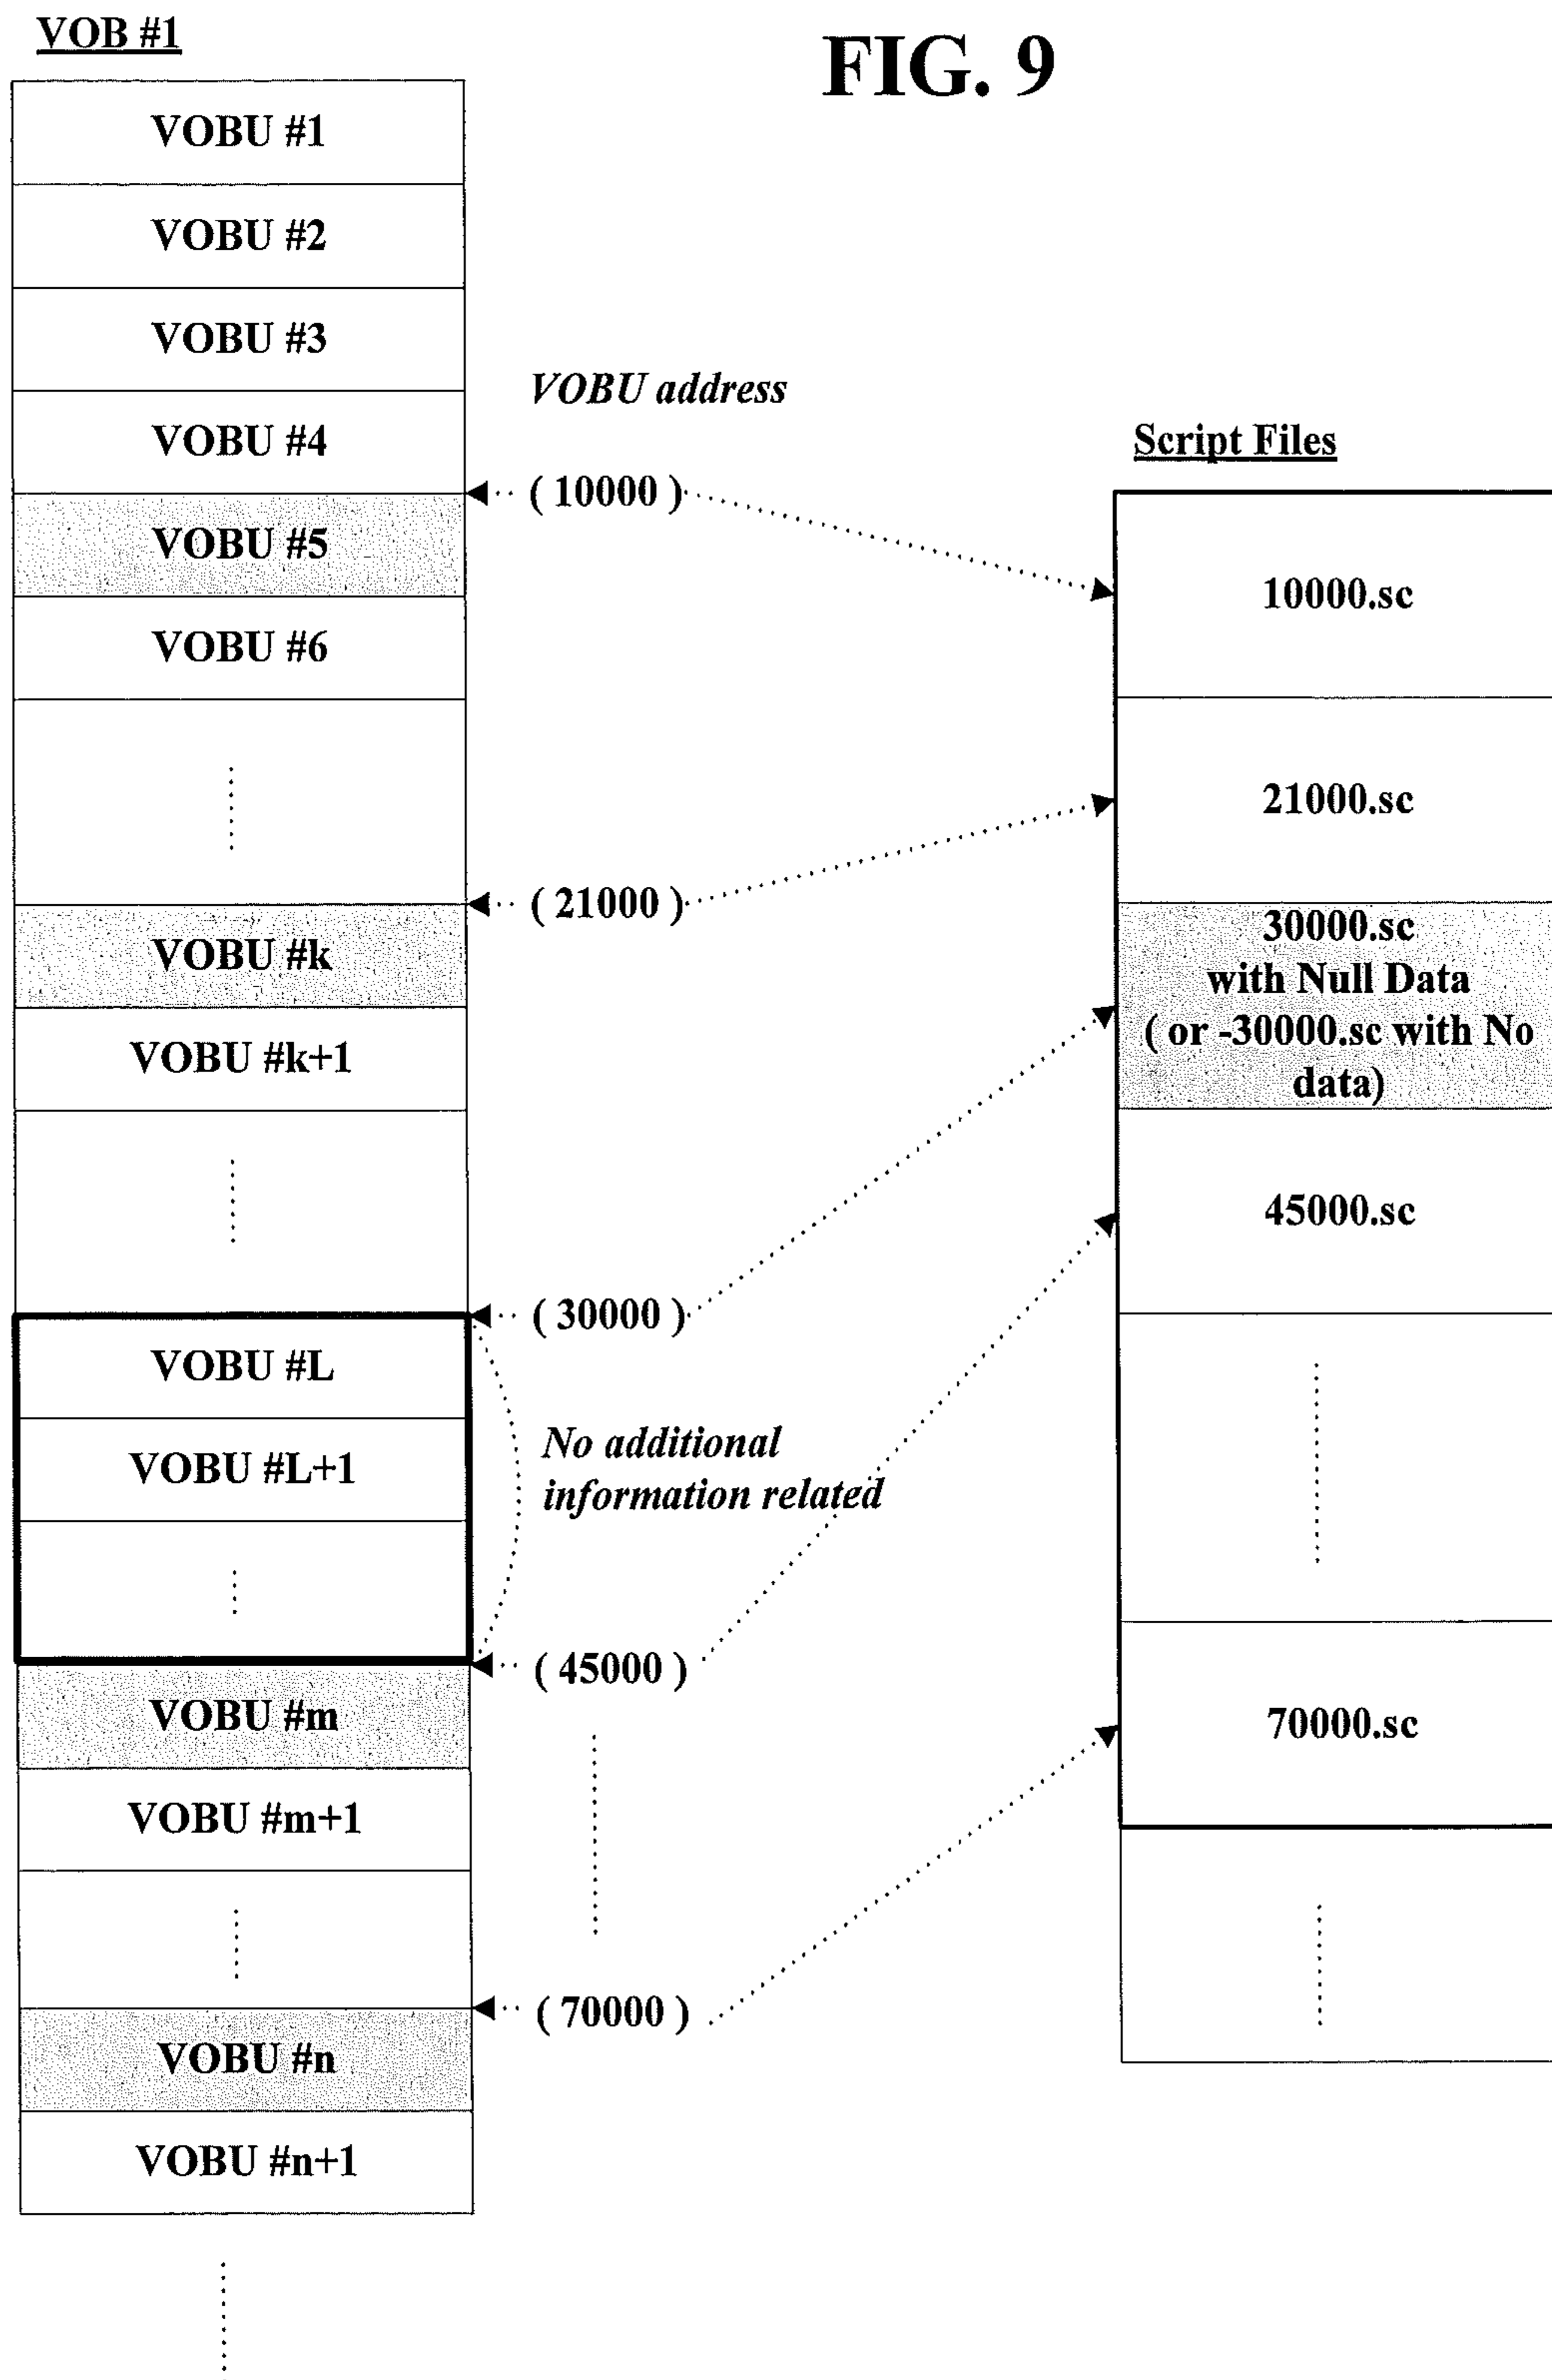 VOB #1
FIG. 9
VOBU #1
VOBU #2
VOBU #3
VOBU #4
VOBU #5
VOBU #6
VOBU #k
VOBU #k+1
VOBU #L
VOBU #L+1
VOBU #m
VOBU #m+1
VOBU #n
VOBU #n+1
VOBU address
( 10000 )
( 21000 )
( 30000 )
No additional
information related
( 45000 )
( 70000 )
Script Files
10000.sc
21000.sc
30000.sc
with Null Data
( or -30000.sc with No
data)
45000.sc
70000.sc